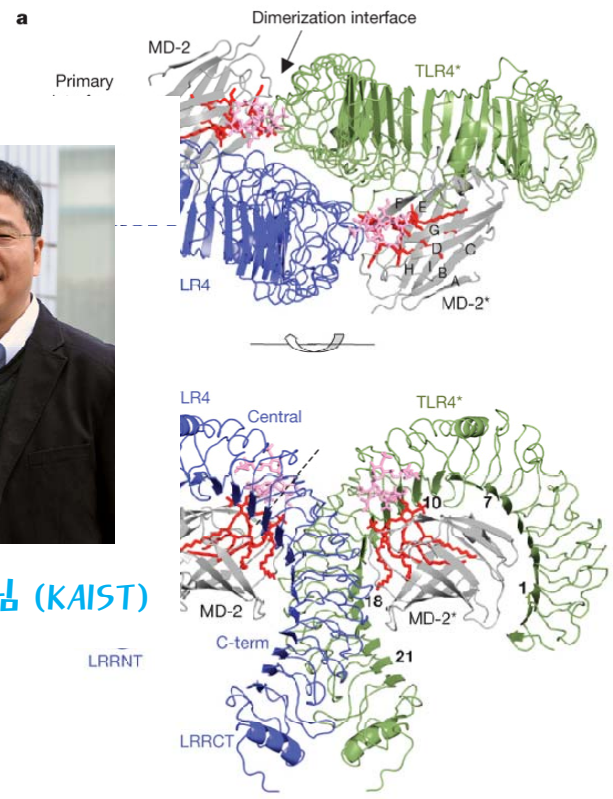 a
Dimerization interface
MD-2
TLR4*
Primary
F
E
G
D
C
H
I
B
A
LR4
MD-2*
LR4
TLR4*
Central
10
7
1
MD-2
18
MD-2*
C-term
21
LRRNT
LRRCT
님 (KAIST)